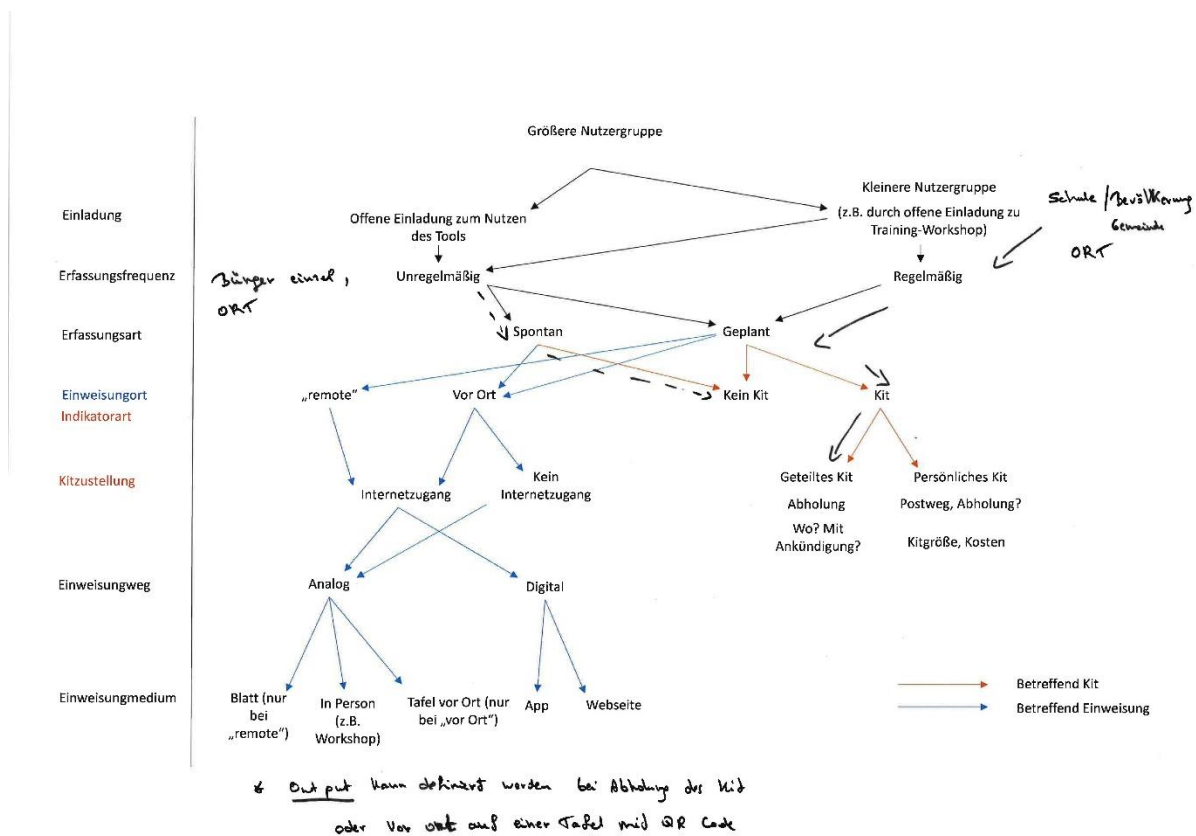 Größere Nutzergruppe
Einladung
Offene Einladung zum Nutzen
des Tools
Kleinere Nutzergruppe
(z.B. durch offene Einladung zu
Training-Workshop)
Schule / Bevölkerung
Gemeinde
ORT
Erfassungsfrequenz
Bürger einzel,
ORT
Unregelmäßig
Regelmäßig
Erfassungsart
Spontan
Geplant
Einweisungort
Indikatorart
„remote“
Vor Ort
Kein Kit
Kit
Kitzustellung
Internetzugang
Kein
Internetzugang
Geteiltes Kit
Abholung
Wo? Mit
Ankündigung?
Persönliches Kit
Postweg, Abholung?
Kitgröße, Kosten
Einweisungweg
Analog
Digital
Einweisungmedium
Blatt (nur
bei
„remote“)
In Person
(z.B.
Workshop)
Tafel vor Ort (nur
bei „vor Ort“)
App
Webseite
Betreffend Kit
Betreffend Einweisung
* Output kann definiert werden bei Abholung des Kit
oder vor ort auf einer Tafel mid QR Code